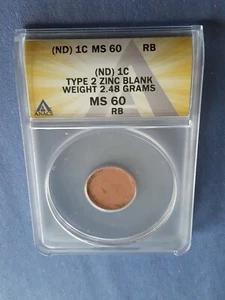 (ND) 1C MS 60 RB
(ND) 1C
TYPE 2 ZINC BLANK
WEIGHT 2.48 GRAMS
MS 60
RB
ANACS